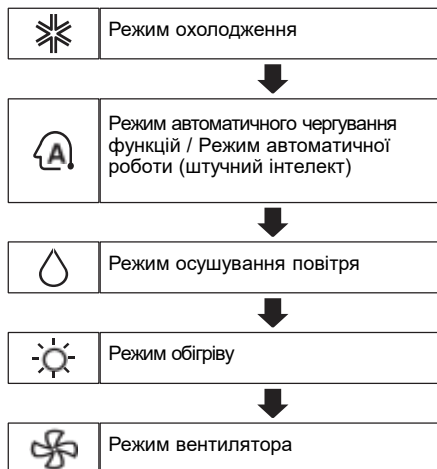 Режим охолодження
A
Режим автоматичного чергування
функцій / Режим автоматичної
роботи (штучний інтелект)
Режим осушування повітря
Режим обігріву
Режим вентилятора